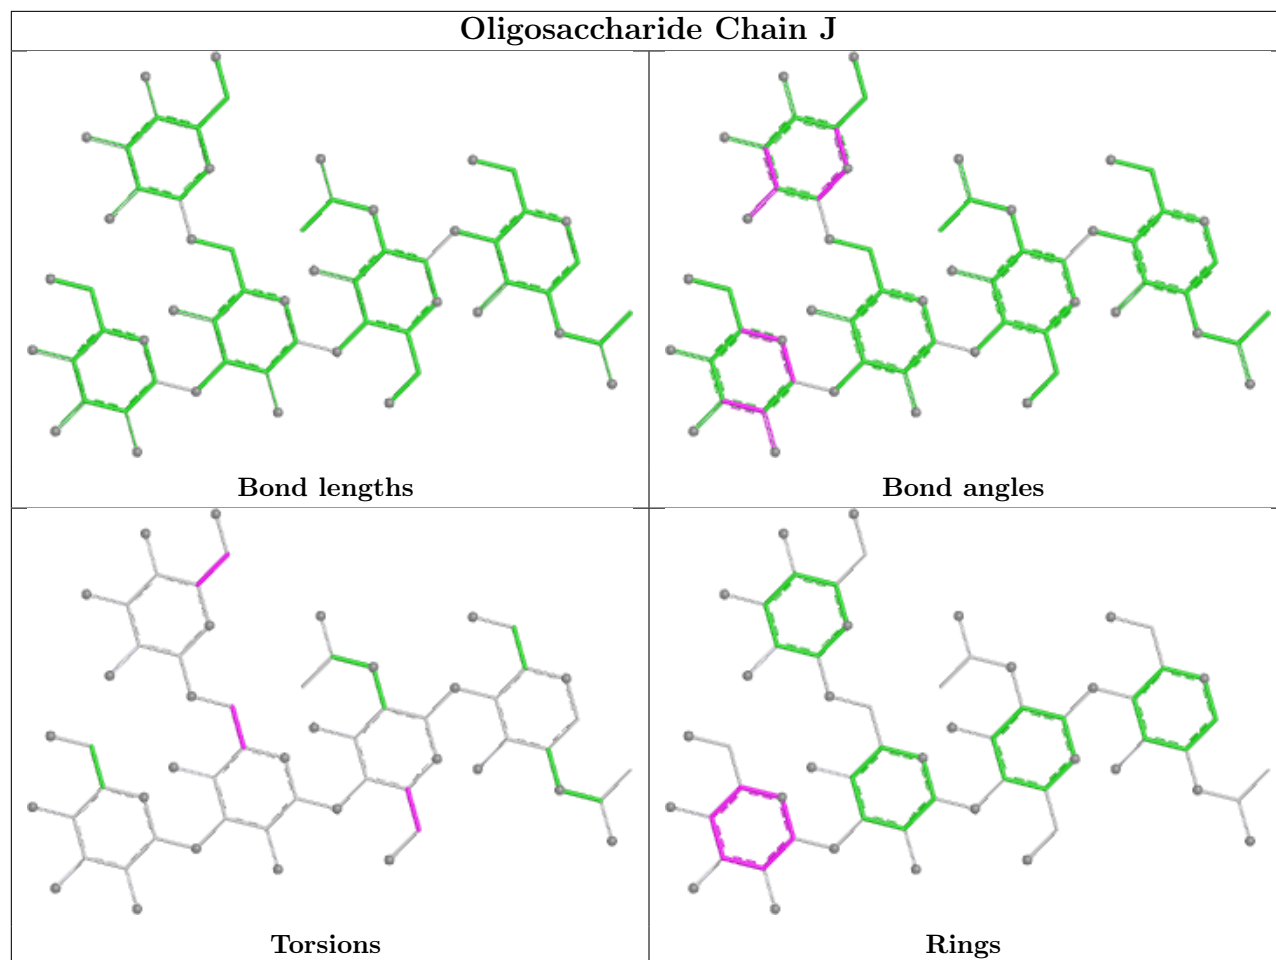 Oligosaccharide Chain J
Bond lengths
Bond angles
Torsions
Rings